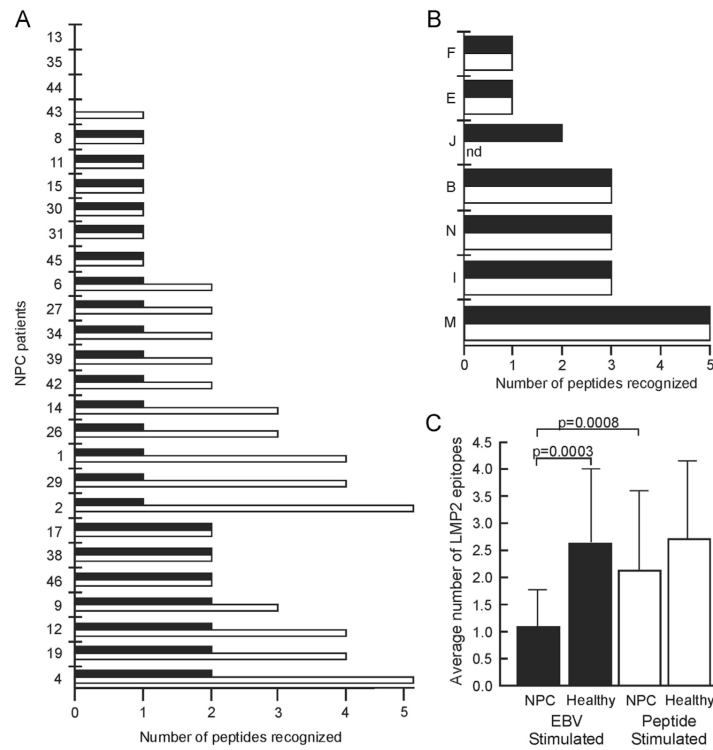 A
NPC patients
13
35
44
43
8
11
15
30
31
45
6
27
34
39
42
14
26
1
29
2
17
38
46
9
12
19
4
0 1 2 3 4 5
Number of peptides recognized
B
F
E
J
nd
B
N
I
M
0 1 2 3 4 5
Number of peptides recognized
C
p=0.0008
p=0.0003
Average number of LMP2 epitopes
4.5
4.0
3.5
3.0
2.5
2.0
1.5
1.0
0.5
0.0
NPC Healthy NPC Healthy
EBV Peptide
Stimulated Stimulated